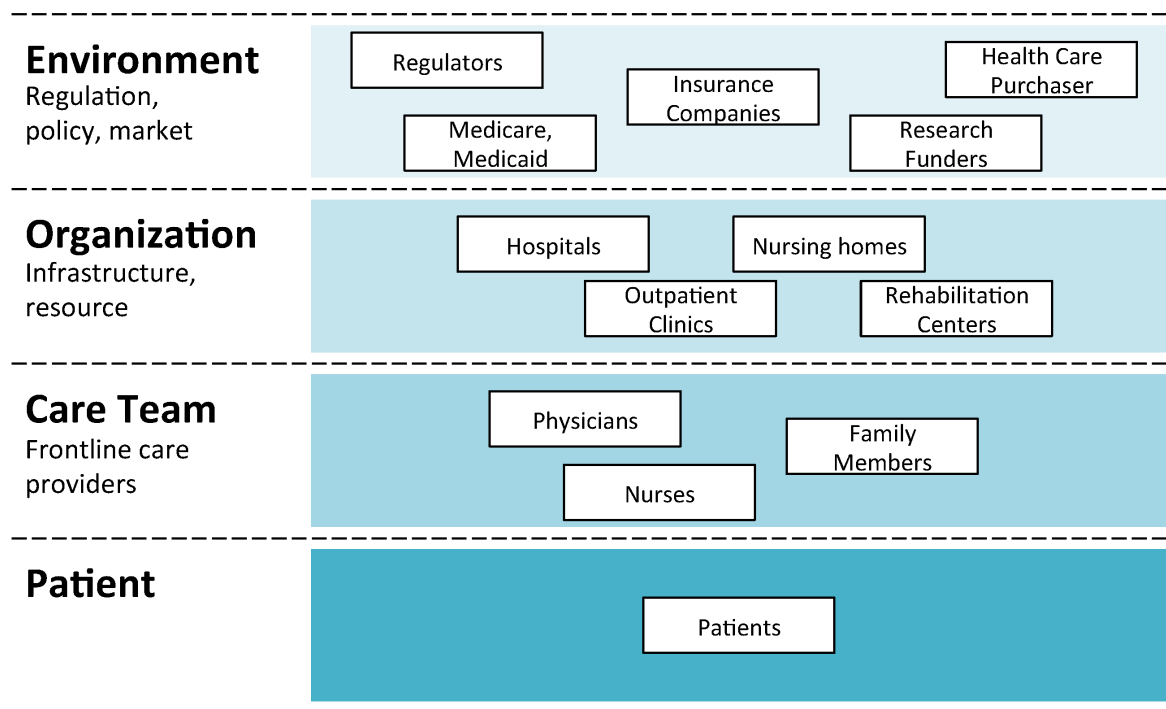 Environment
Regulation,
policy, market
Regulators
Insurance
Companies
Health Care
Purchaser
Medicare,
Medicaid
Research
Funders
Organization
Infrastructure,
resource
Hospitals
Nursing homes
Outpatient
Clinics
Rehabilitation
Centers
Care Team
Frontline care
providers
Physicians
Family
Members
Nurses
Patient
Patients